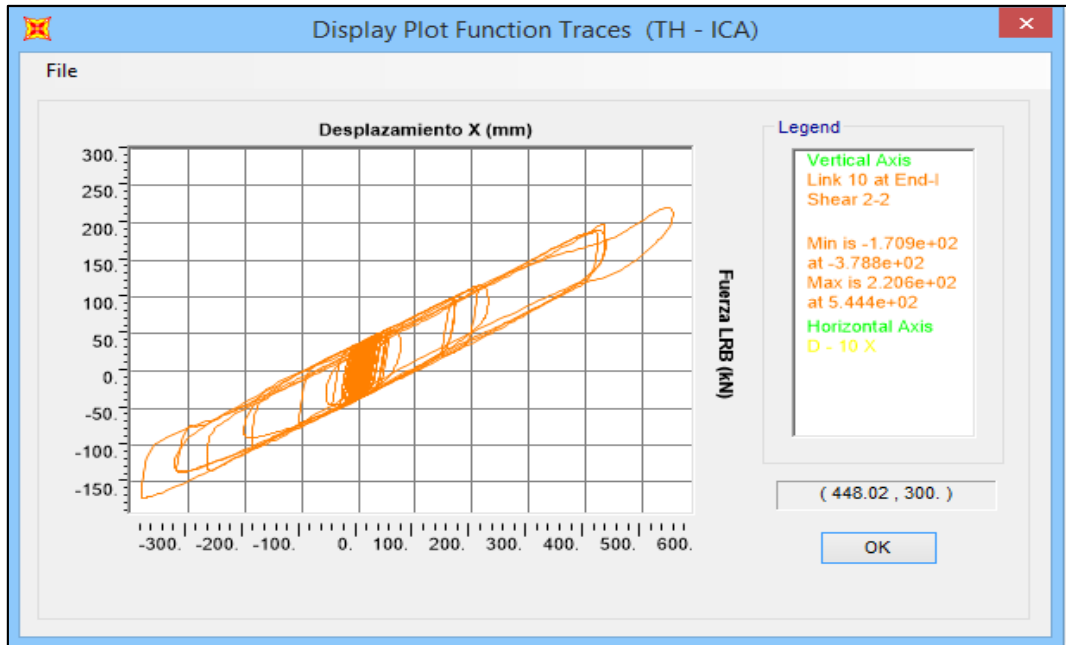 Display Plot Function Traces (TH - ICA)
File
Desplazamiento X (mm)
300.
250.
200.
150.
100.
50.
0.
-50.
-100.
-150.
-300. -200. -100. 0. 100. 200. 300. 400. 500. 600.
Fuerza LRB (kN)
Legend
Vertical Axis
Link 10 at End-I
Shear 2-2
Min is -1.709e+02
at -3.788e+02
Max is 2.206e+02
at 5.444e+02
Horizontal Axis
D - 10 X
( 448.02 , 300. )
OK